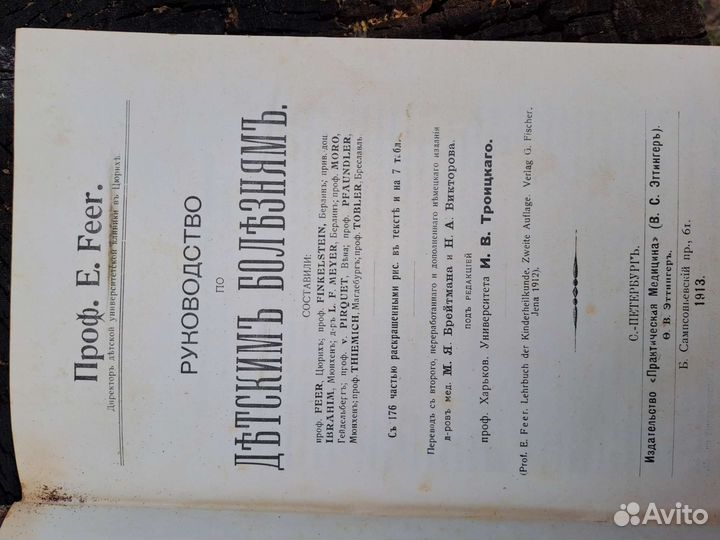 Проф. E. Feer.
Директоръ дѣтской университетской клиники въ Цюрихѣ.
РУКОВОДСТВО
ПО
ДѢТСКИМЪ БОЛѢЗНЯМЪ.
СОСТАВИЛИ:
проф. FEER, Цюрихъ; проф. FINKELSTEIN, Берлинъ; прив.-доц.
IBRAHIM, Мюнхенъ; д-ръ L. F. MEYER, Берлинъ; проф. MORO,
Гейдельбергъ; проф. v. PIRQUET, Вѣна; проф. PFAUNDLER,
Мюнхенъ; проф. THIEMICH, Магдебургъ; проф. TOBLER, Бреславль.
Съ 176 частью раскрашенными рис. въ текстѣ и на 7 табл.
Переводъ съ второго, переработаннаго и дополненнаго нѣмецкаго изданія
д-ровъ мед. М. Я. Брейтмана и Н. А. Викторова.
ПОДЪ РЕДАКЦІЕЙ
проф. Харьков. Университета И. В. Троицкаго.
(Prof. E. Feer. Lehrbuch der Kinderheilkunde. Zweite Auflage. Verlag G. Fischer.
Jena 1912).
С.-ПЕТЕРБУРГЪ.
Издательство «Практическая Медицина» (В. С. Эттингеръ).
Ѳ. В. Эттингеръ.
Б. Сампсоньевскій пр., 61.
1913.
Avito